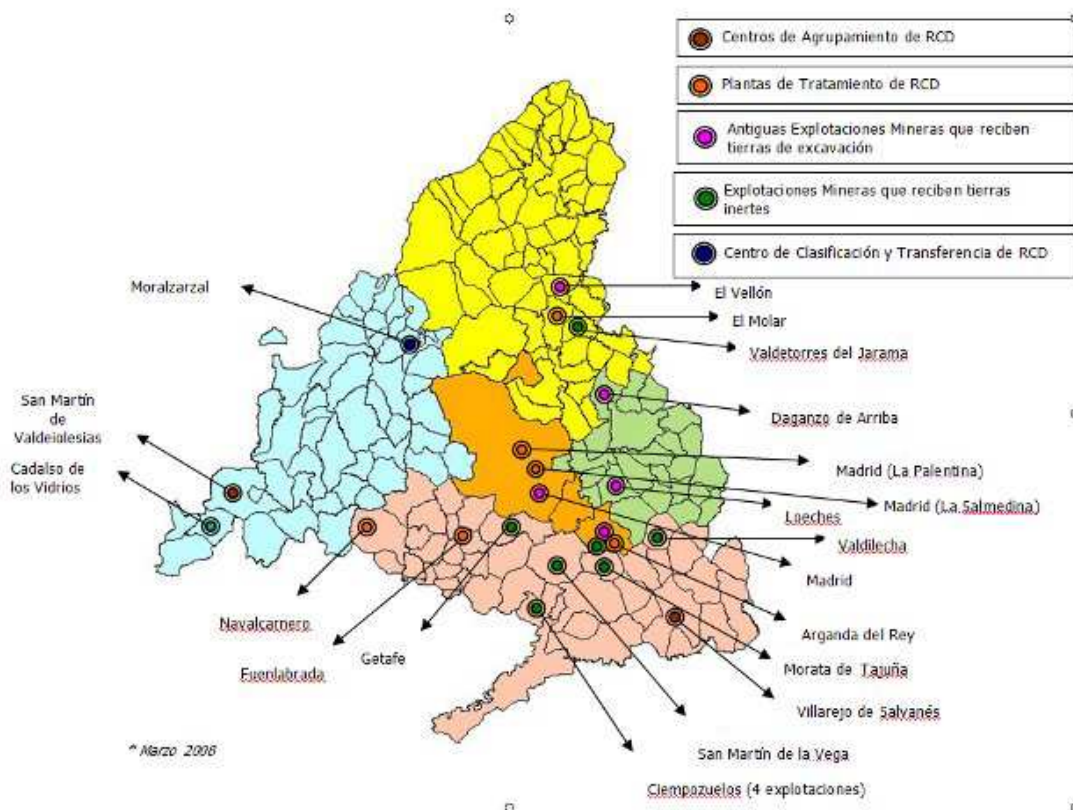 Centros de Agrupamiento de RCD
Plantas de Tratamiento de RCD
Antiguas Explotaciones Mineras que reciben
tierras de excavación
Explotaciones Mineras que reciben tierras
inertes
Centro de Clasificación y Transferencia de RCD
Moralzarzal
El Vellón
El Molar
Valdetorres del Jarama
San Martín
de
Valdeiglesias
Cadalso de
los Vidrios
Daganzo de Arriba
Madrid (La Palentina)
Madrid (La Salmedina)
Loeches
Valdilecha
Madrid
Navalcarnero
Fuenlabrada
Getafe
Arganda del Rey
Morata de Tajuña
Villarejo de Salvanés
San Martín de la Vega
Ciempozuelos (4 explotaciones)
* Marzo 2006